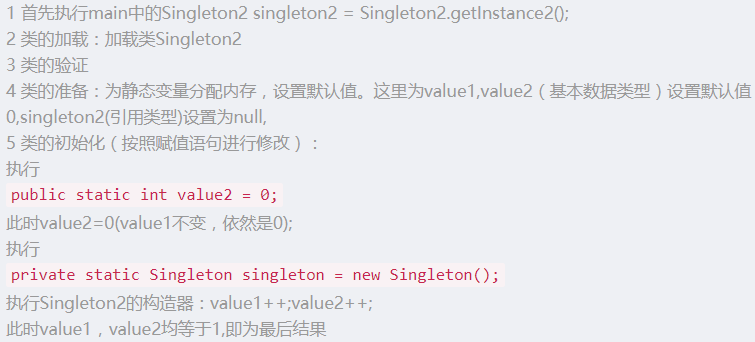 1 首先执行main中的Singleton2 singleton2 = Singleton2.getInstance2();
2 类的加载：加载类Singleton2
3 类的验证
4 类的准备：为静态变量分配内存，设置默认值。这里为value1,value2（基本数据类型）设置默认值
0,singleton2(引用类型)设置为null,
5 类的初始化（按照赋值语句进行修改）：
执行
public static int value2 = 0;
此时value2=0(value1不变，依然是0);
执行
private static Singleton singleton = new Singleton();
执行Singleton2的构造器：value1++;value2++;
此时value1，value2均等于1,即为最后结果